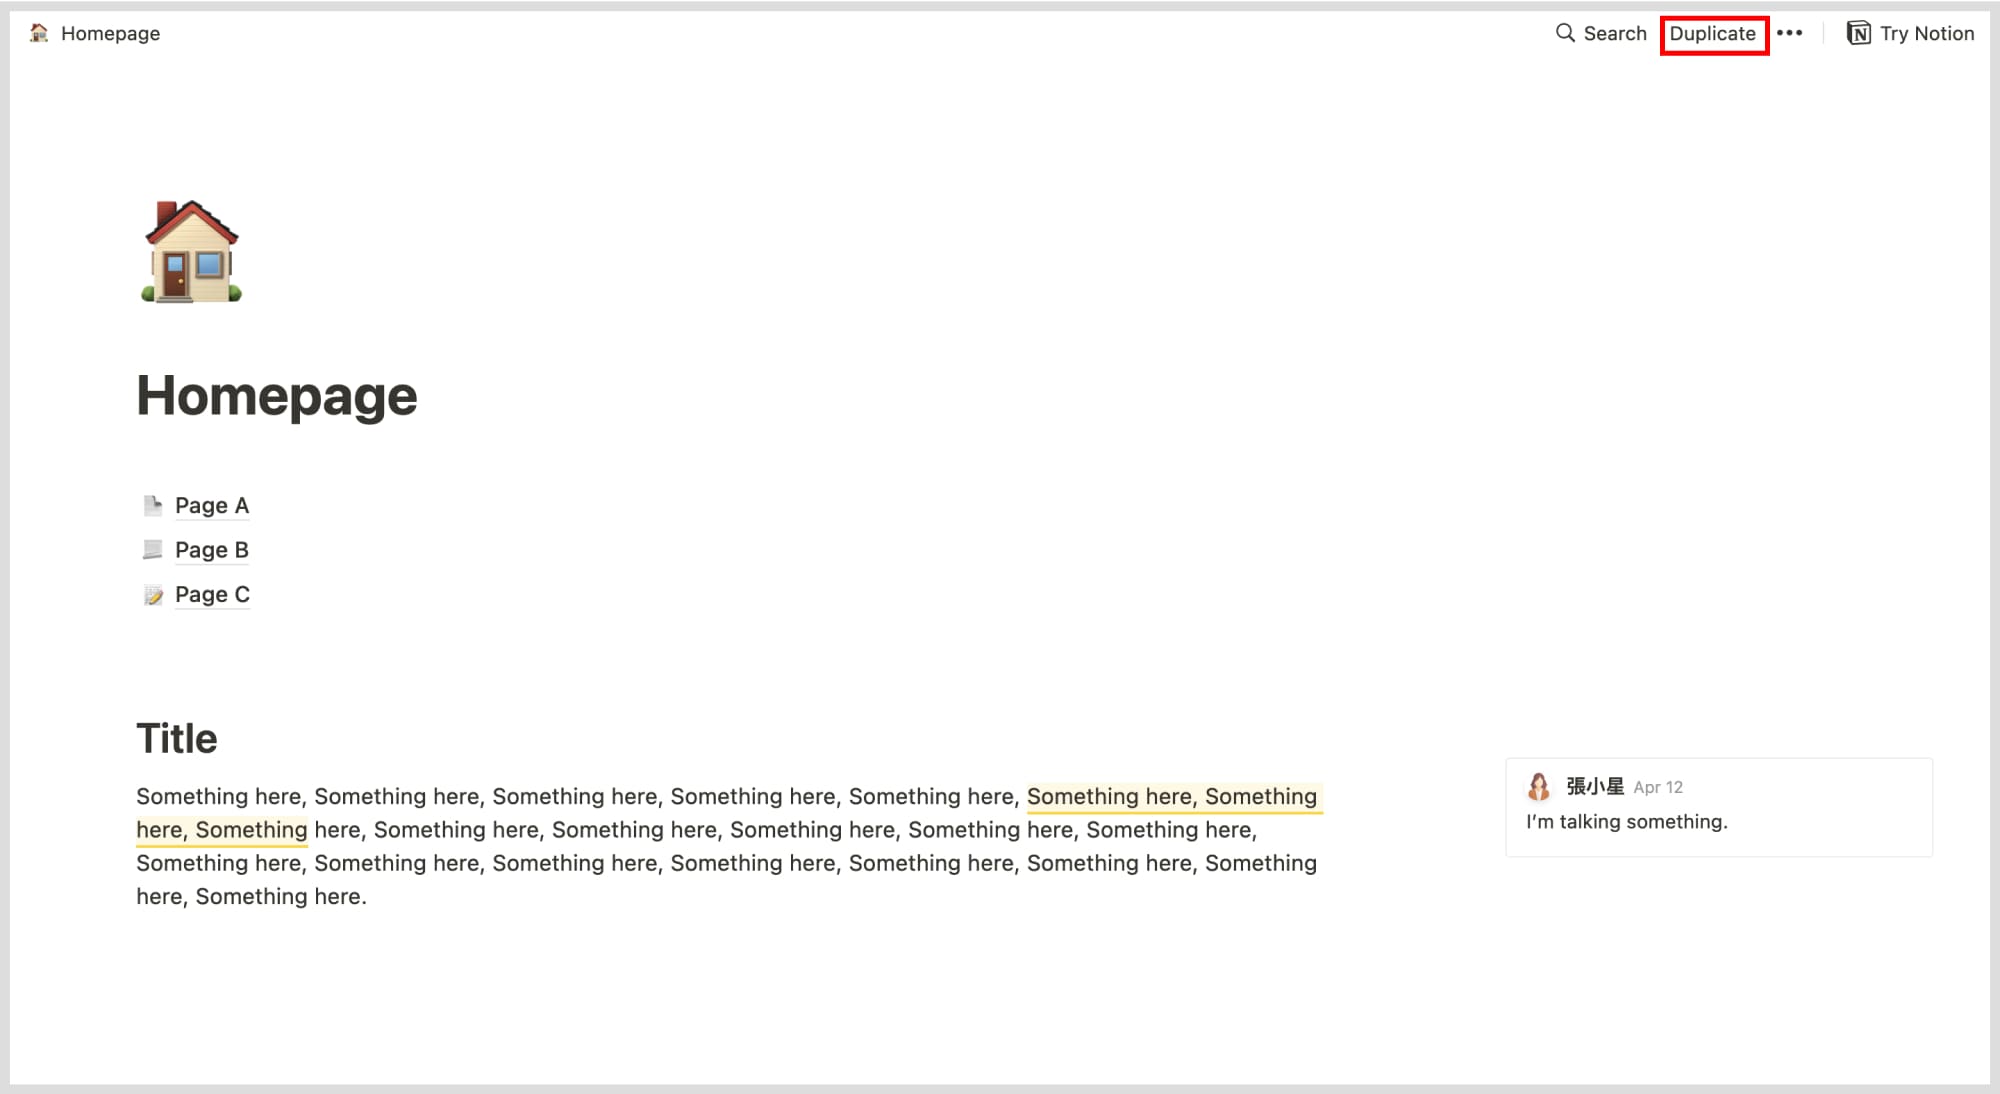 Homepage
Search Duplicate ••• Try Notion
Homepage
Page A
Page B
Page C
Title
Something here, Something here, Something here, Something here, Something here, Something here, Something
here, Something here, Something here, Something here, Something here, Something here, Something here,
Something here, Something here, Something here, Something here, Something here, Something here, Something
here, Something here.
張小星 Apr 12
I’m talking something.